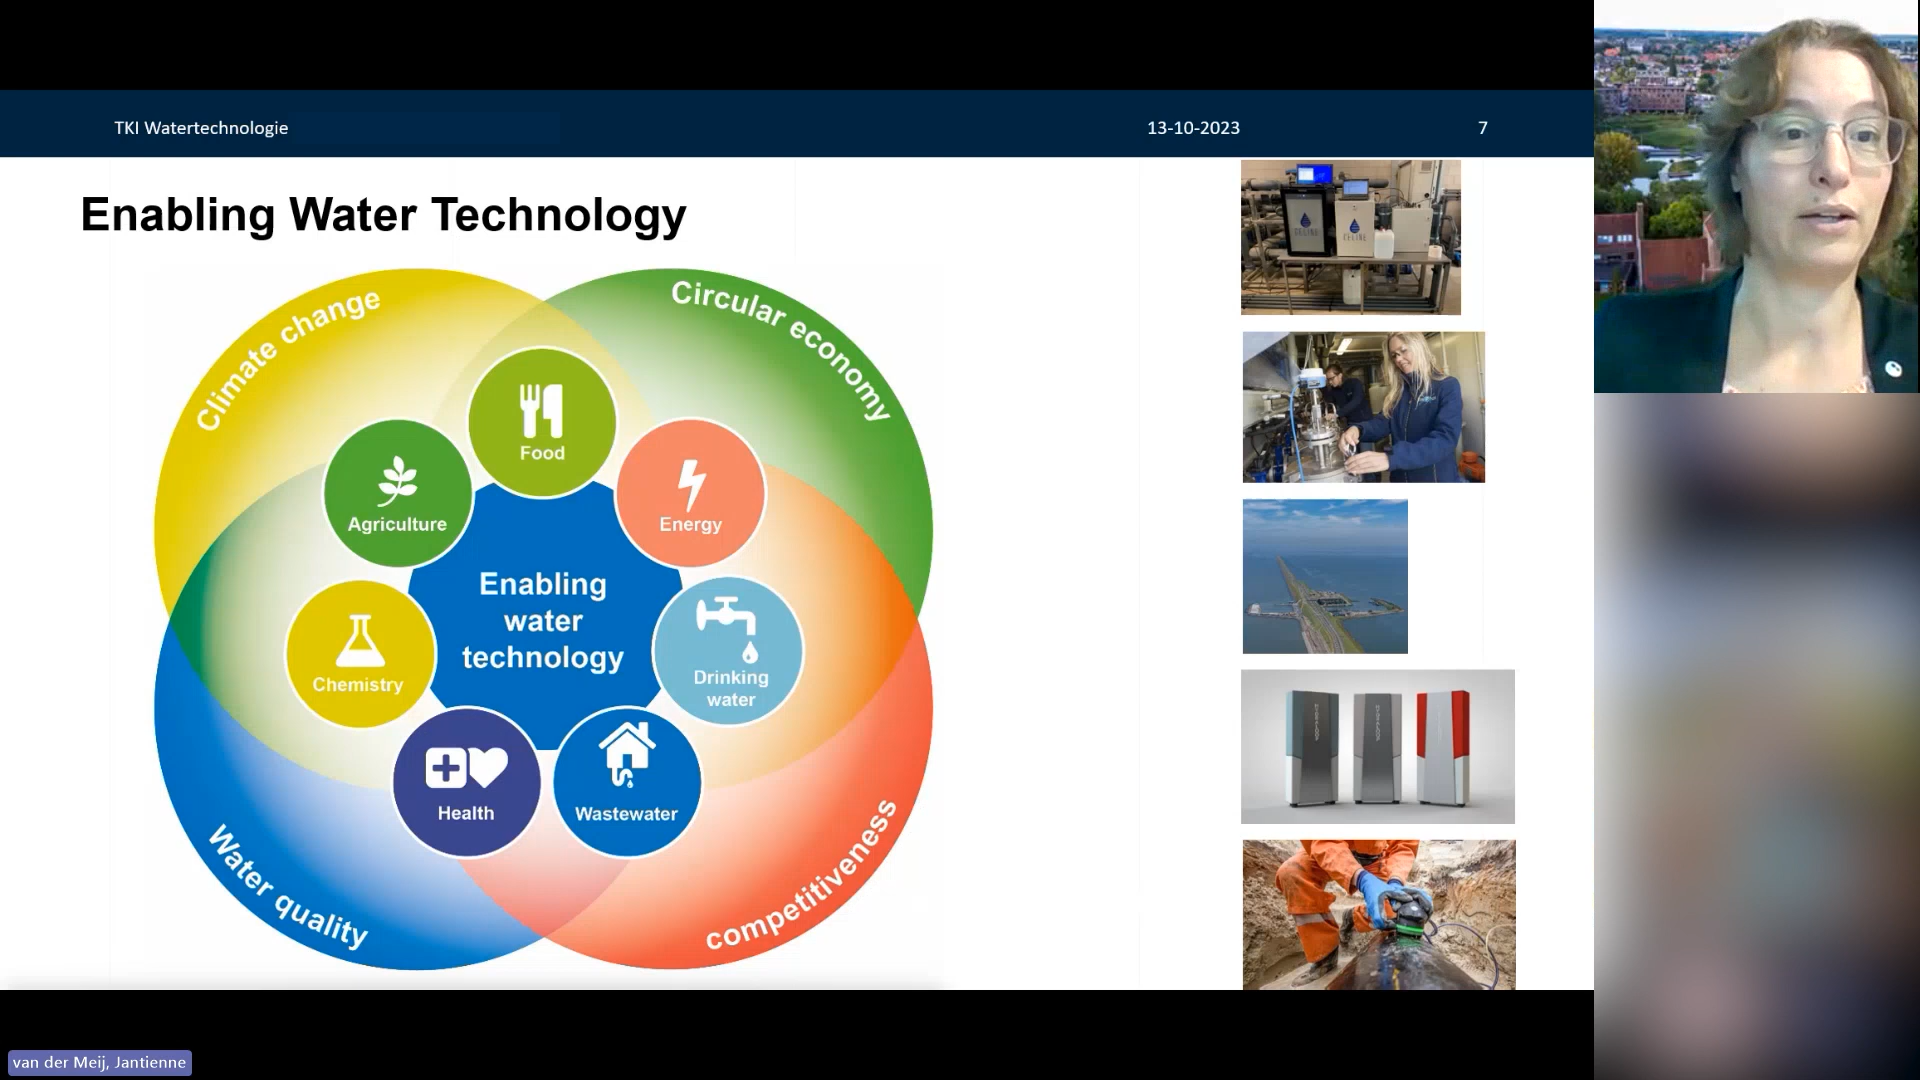 TKI Watertechnologie
13-10-2023
7
Enabling Water Technology
Climate change
Circular economy
Food
Agriculture
Energy
Enabling
water
technology
Chemistry
Drinking
water
Health
Wastewater
Water quality
competitiveness
van der Meij, Jantienne